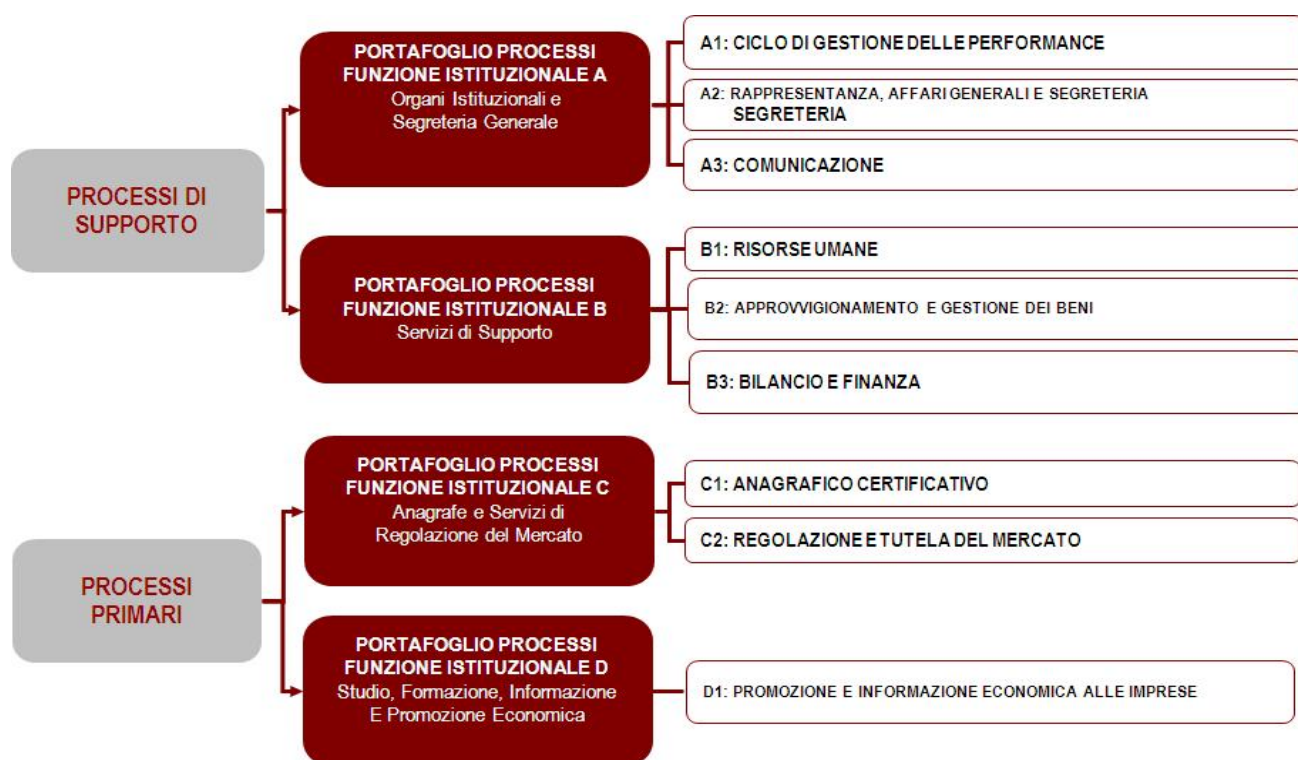 PROCESSI DI
SUPPORTO
PORTAFOGLIO PROCESSI
FUNZIONE ISTITUZIONALE A
Organi Istituzionali e
Segreteria Generale
A1: CICLO DI GESTIONE DELLE PERFORMANCE
A2: RAPPRESENTANZA, AFFARI GENERALI E SEGRETERIA
SEGRETERIA
A3: COMUNICAZIONE
PORTAFOGLIO PROCESSI
FUNZIONE ISTITUZIONALE B
Servizi di Supporto
B1: RISORSE UMANE
B2: APPROVVIGIONAMENTO E GESTIONE DEI BENI
B3: BILANCIO E FINANZA
PROCESSI
PRIMARI
PORTAFOGLIO PROCESSI
FUNZIONE ISTITUZIONALE C
Anagrafe e Servizi di
Regolazione del Mercato
C1: ANAGRAFICO CERTIFICATIVO
C2: REGOLAZIONE E TUTELA DEL MERCATO
PORTAFOGLIO PROCESSI
FUNZIONE ISTITUZIONALE D
Studio, Formazione, Informazione
E Promozione Economica
D1: PROMOZIONE E INFORMAZIONE ECONOMICA ALLE IMPRESE